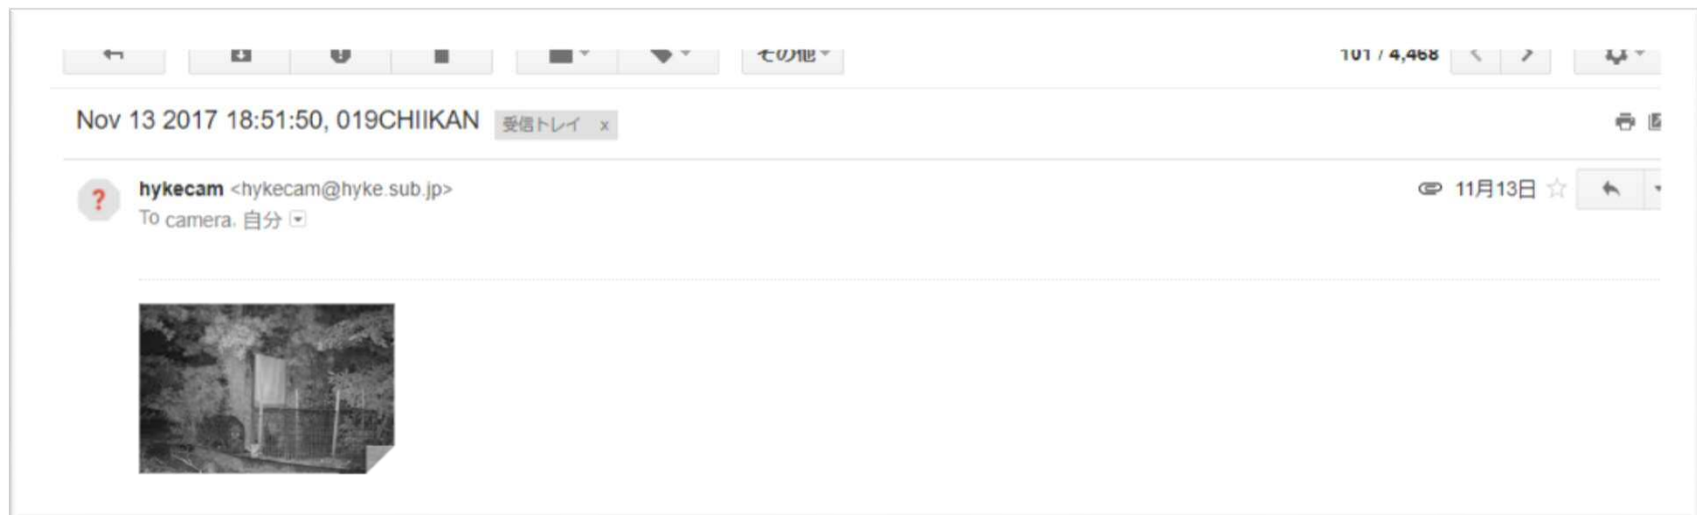 その他
101 / 4,468
Nov 13 2017 18:51:50, 019CHIIKAN 受信トレイ x
hykecam <hykecam@hyke.sub.jp> 11月13日
To camera, 自分